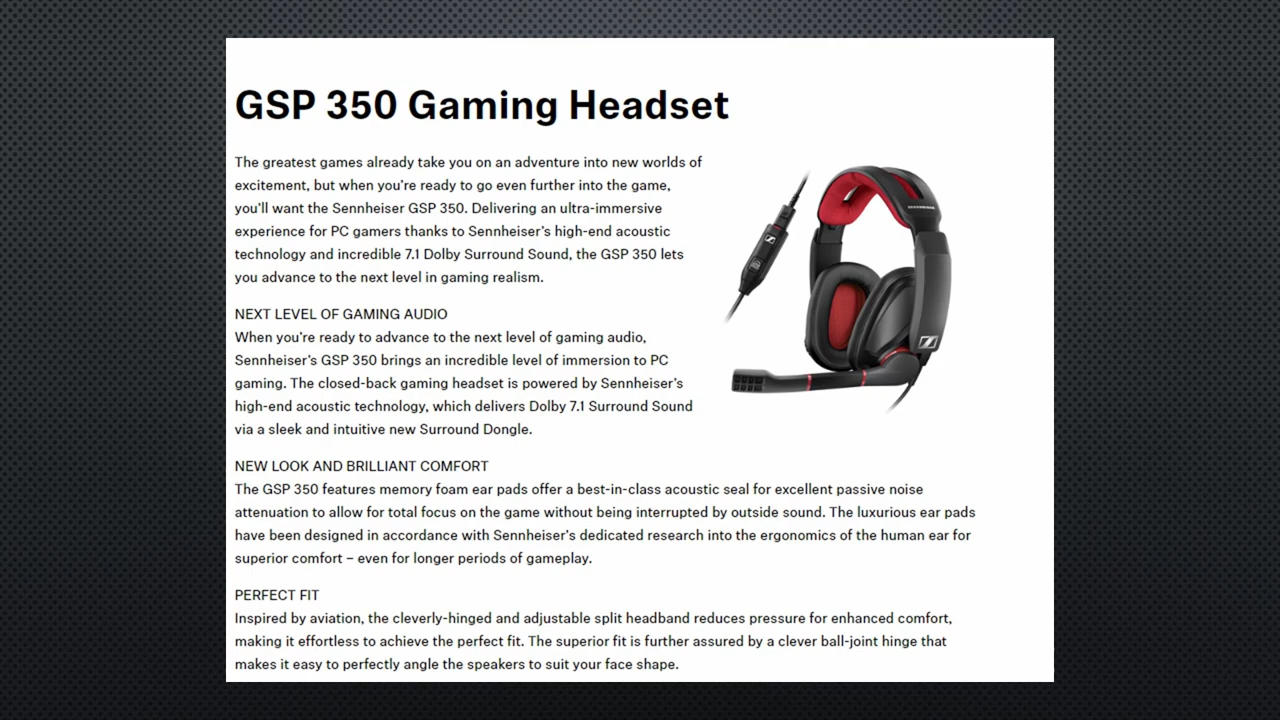 GSP 350 Gaming Headset
The greatest games already take you on an adventure into new worlds of
excitement, but when you're ready to go even further into the game,
you'll want the Sennheiser GSP 350. Delivering an ultra-immersive
experience for PC gamers thanks to Sennheiser's high-end acoustic
technology and incredible 7.1 Dolby Surround Sound, the GSP 350 lets
you advance to the next level in gaming realism.
NEXT LEVEL OF GAMING AUDIO
When you're ready to advance to the next level of gaming audio,
Sennheiser's GSP 350 brings an incredible level of immersion to PC
gaming. The closed-back gaming headset is powered by Sennheiser's
high-end acoustic technology, which delivers Dolby 7.1 Surround Sound
via a sleek and intuitive new Surround Dongle.
NEW LOOK AND BRILLIANT COMFORT
The GSP 350 features memory foam ear pads offer a best-in-class acoustic seal for excellent passive noise
attenuation to allow for total focus on the game without being interrupted by outside sound. The luxurious ear pads
have been designed in accordance with Sennheiser's dedicated research into the ergonomics of the human ear for
superior comfort – even for longer periods of gameplay.
PERFECT FIT
Inspired by aviation, the cleverly-hinged and adjustable split headband reduces pressure for enhanced comfort,
making it effortless to achieve the perfect fit. The superior fit is further assured by a clever ball-joint hinge that
makes it easy to perfectly angle the speakers to suit your face shape.